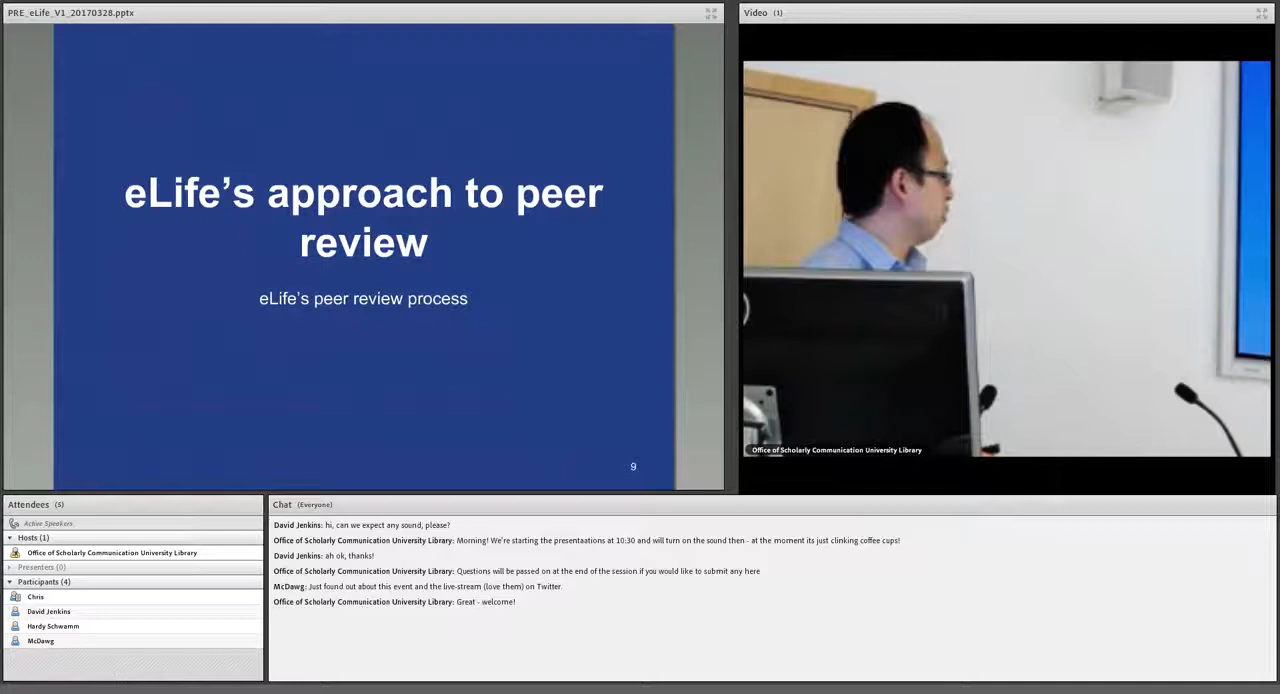 PRE_eLife_V1_20170328.pptx
eLife's approach to peer
review
eLife's peer review process
9
Video (1)
Office of Scholarly Communication University Library
Attendees (5)
Active Speakers
Hosts (1)
Office of Scholarly Communication University Library
Presenters (0)
Participants (4)
Chris
David Jenkins
Hardy Schwamm
McDawg
Chat (Everyone)
David Jenkins: hi, can we expect any sound, please?
Office of Scholarly Communication University Library: Morning! We're starting the presentaations at 10:30 and will turn on the sound then - at the moment its just clinking coffee cups!
David Jenkins: ah ok, thanks!
Office of Scholarly Communication University Library: Questions will be passed on at the end of the session if you would like to submit any here
McDawg: Just found out about this event and the live-stream (love them) on Twitter.
Office of Scholarly Communication University Library: Great - welcome!